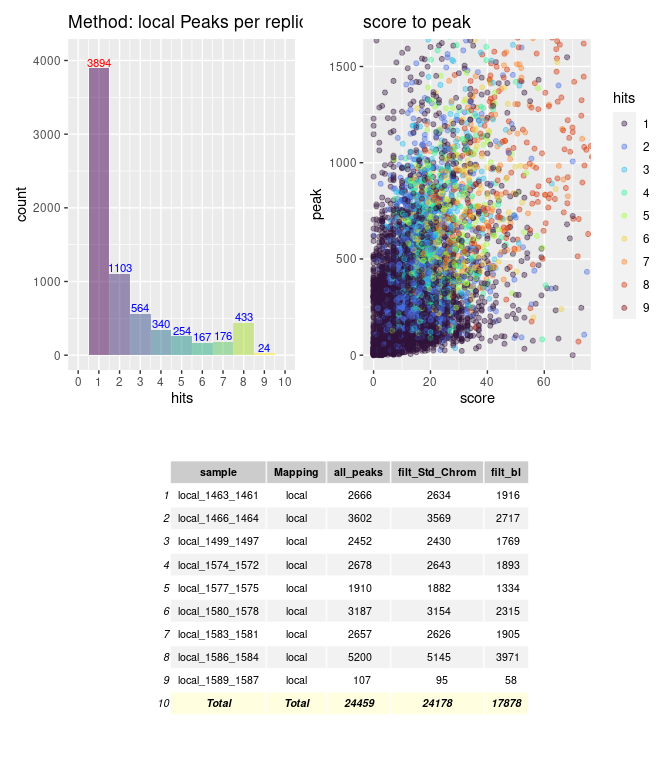 Method: local Peaks per replic
score to peak
4000
3000
2000
1000
0
count
3894
1103
564
340
254
167
176
433
24
0 1 2 3 4 5 6 7 8 9 10
hits
1500
1000
500
0
peak
0 20 40 60
score
hits
1
2
3
4
5
6
7
8
9
sample Mapping all_peaks filt_Std_Chrom filt_bl
1 local_1463_1461 local 2666 2634 1916
2 local_1466_1464 local 3602 3569 2717
3 local_1499_1497 local 2452 2430 1769
4 local_1574_1572 local 2678 2643 1893
5 local_1577_1575 local 1910 1882 1334
6 local_1580_1578 local 3187 3154 2315
7 local_1583_1581 local 2657 2626 1905
8 local_1586_1584 local 5200 5145 3971
9 local_1589_1587 local 107 95 58
10 Total Total 24459 24178 17878